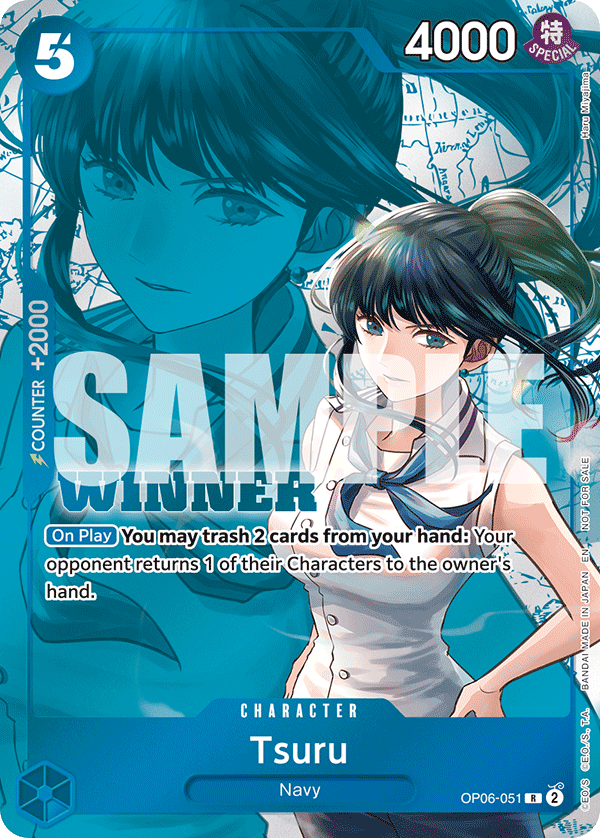 5
4000
特
SPECIAL
Haru Miyajima
COUNTER +2000
SAMPLE
WINNER
On Play You may trash 2 cards from your hand: Your
opponent returns 1 of their Characters to the owner's
hand.
CHARACTER
Tsuru
Navy
OP06-051 R 2
©E.O/S. ©E.O./S., T.A. BANDAI MADE IN JAPAN EN NOT FOR SALE